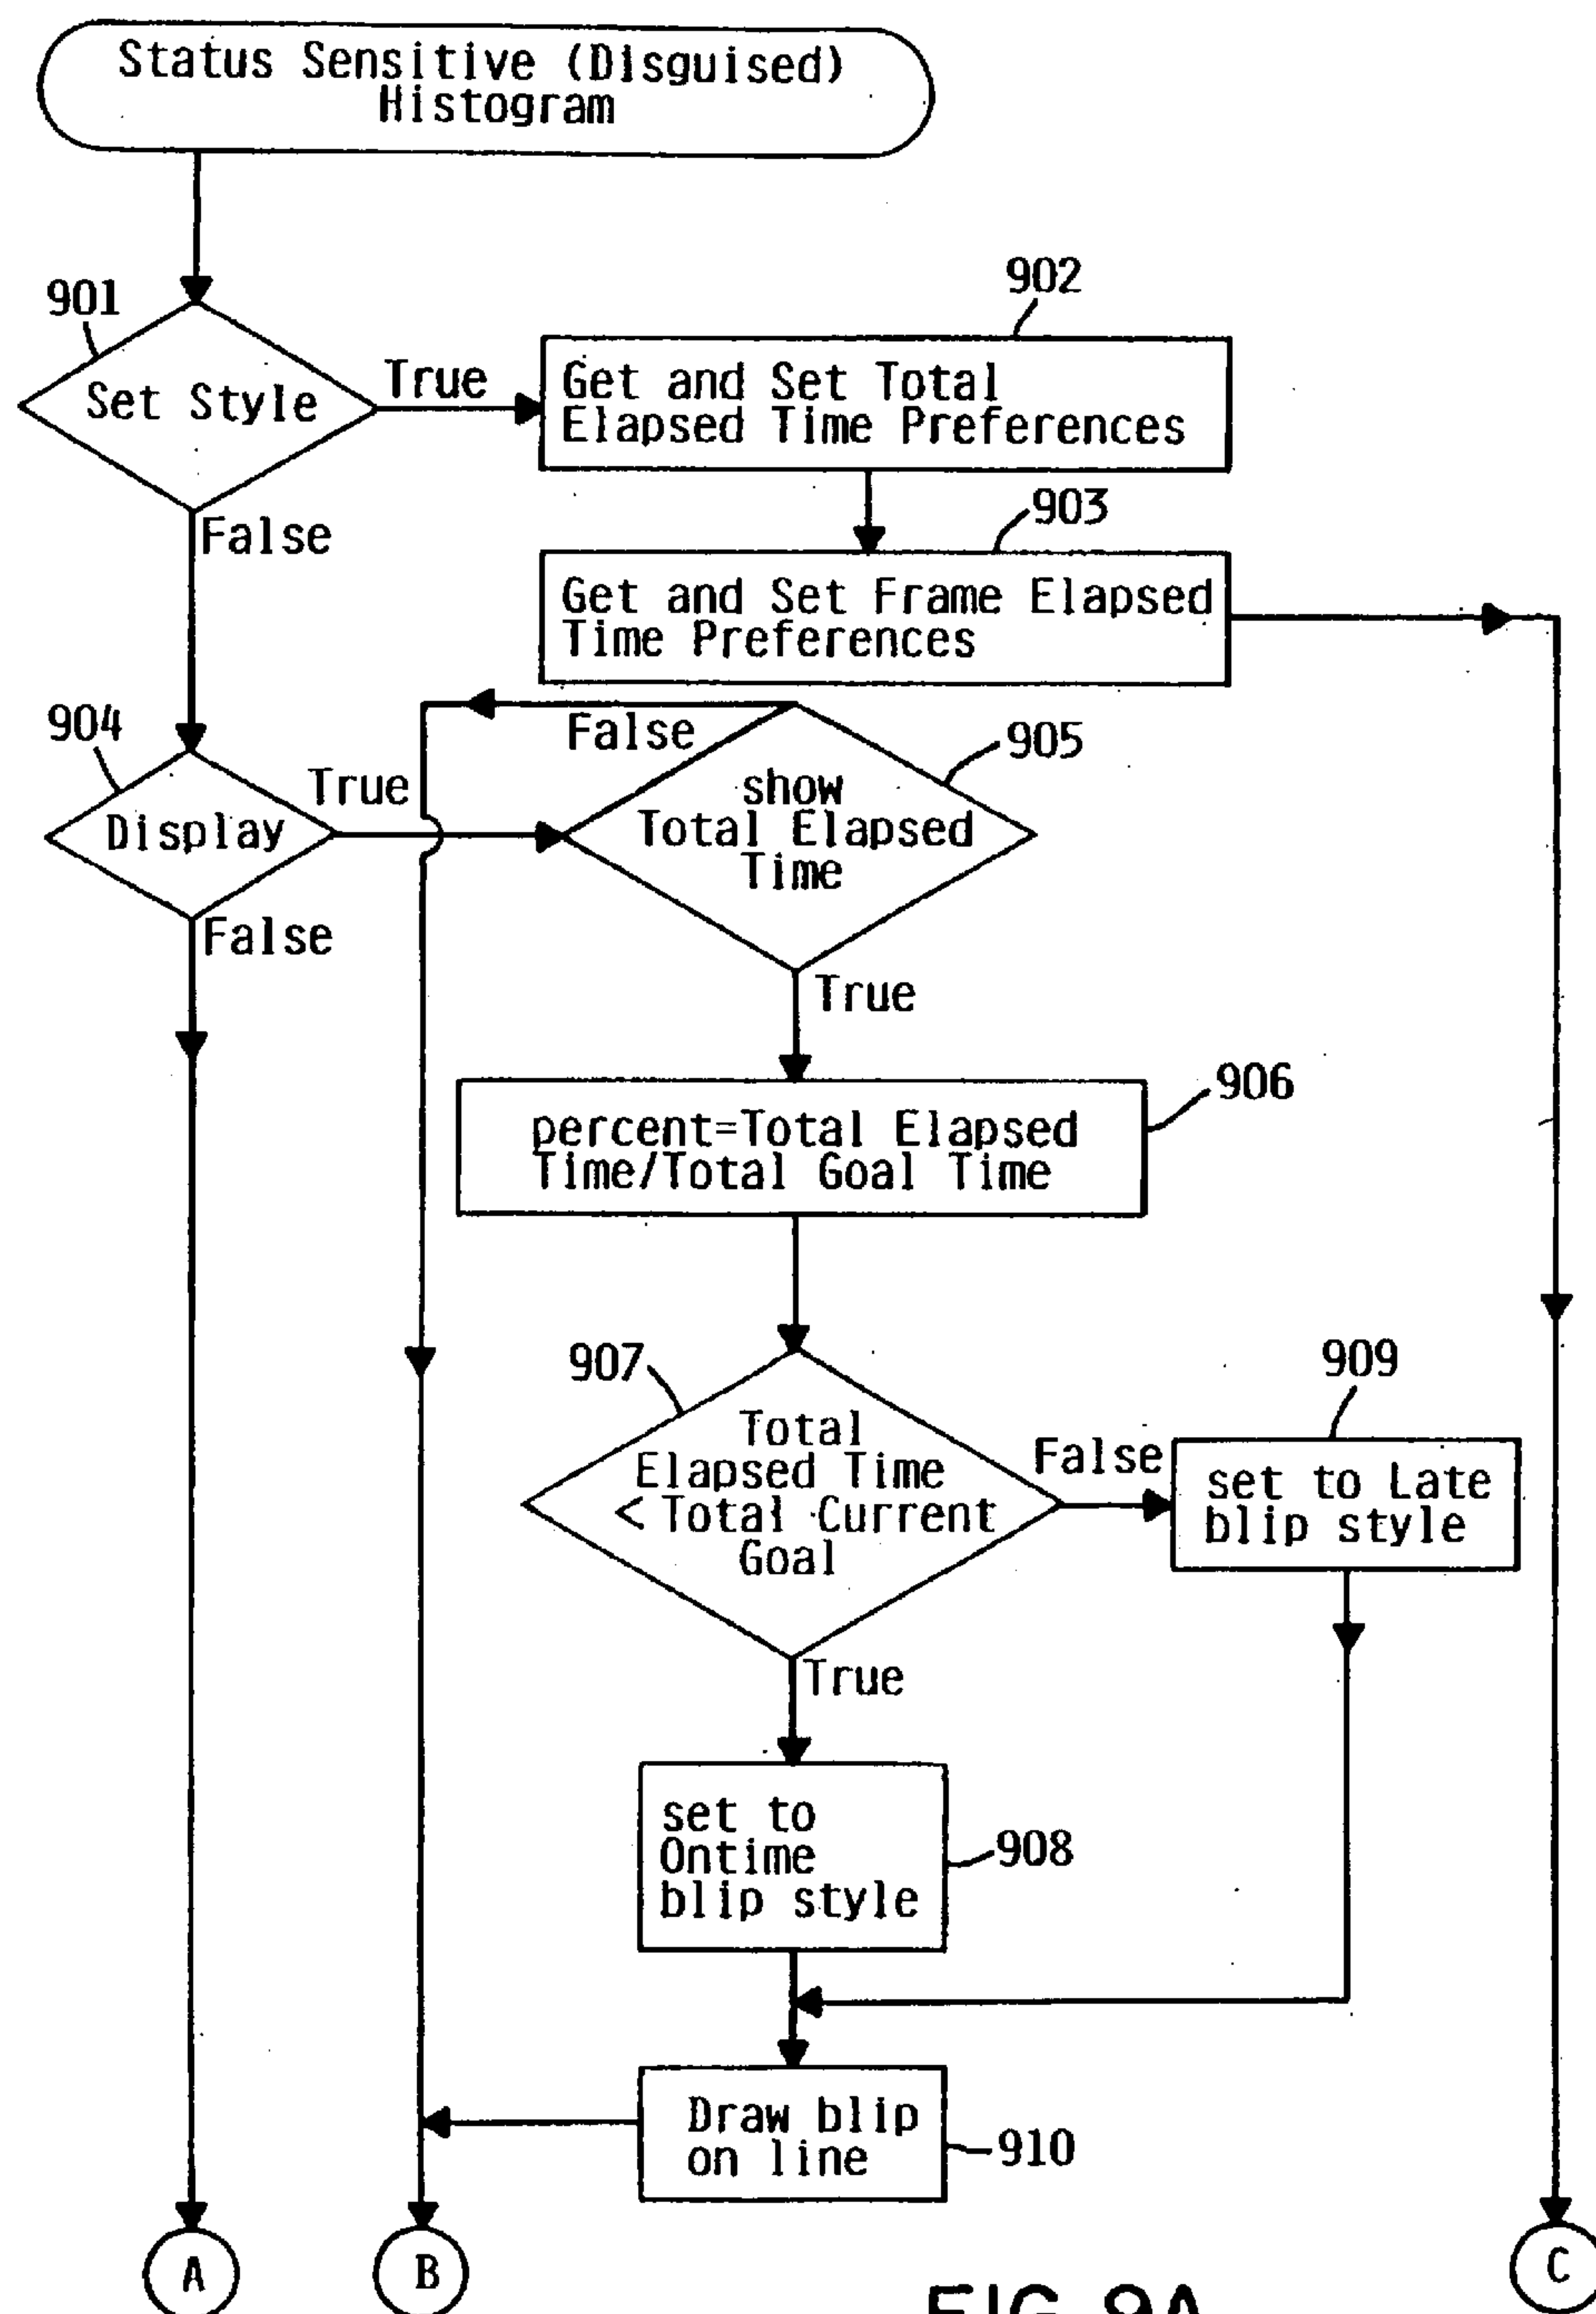 Status Sensitive (Disguised)
Histogram
901
Set Style
True
False
902
Get and Set Total
Elapsed Time Preferences
903
Get and Set Frame Elapsed
Time Preferences
904
Display
True
False
905
show
Total Elapsed
Time
False
True
906
percent=Total Elapsed
Time/Total Goal Time
907
Total
Elapsed Time
< Total Current
Goal
False
True
909
set to Late
blip style
908
set to
Ontime
blip style
910
Draw blip
on line
A
B
C
FIG. 9A